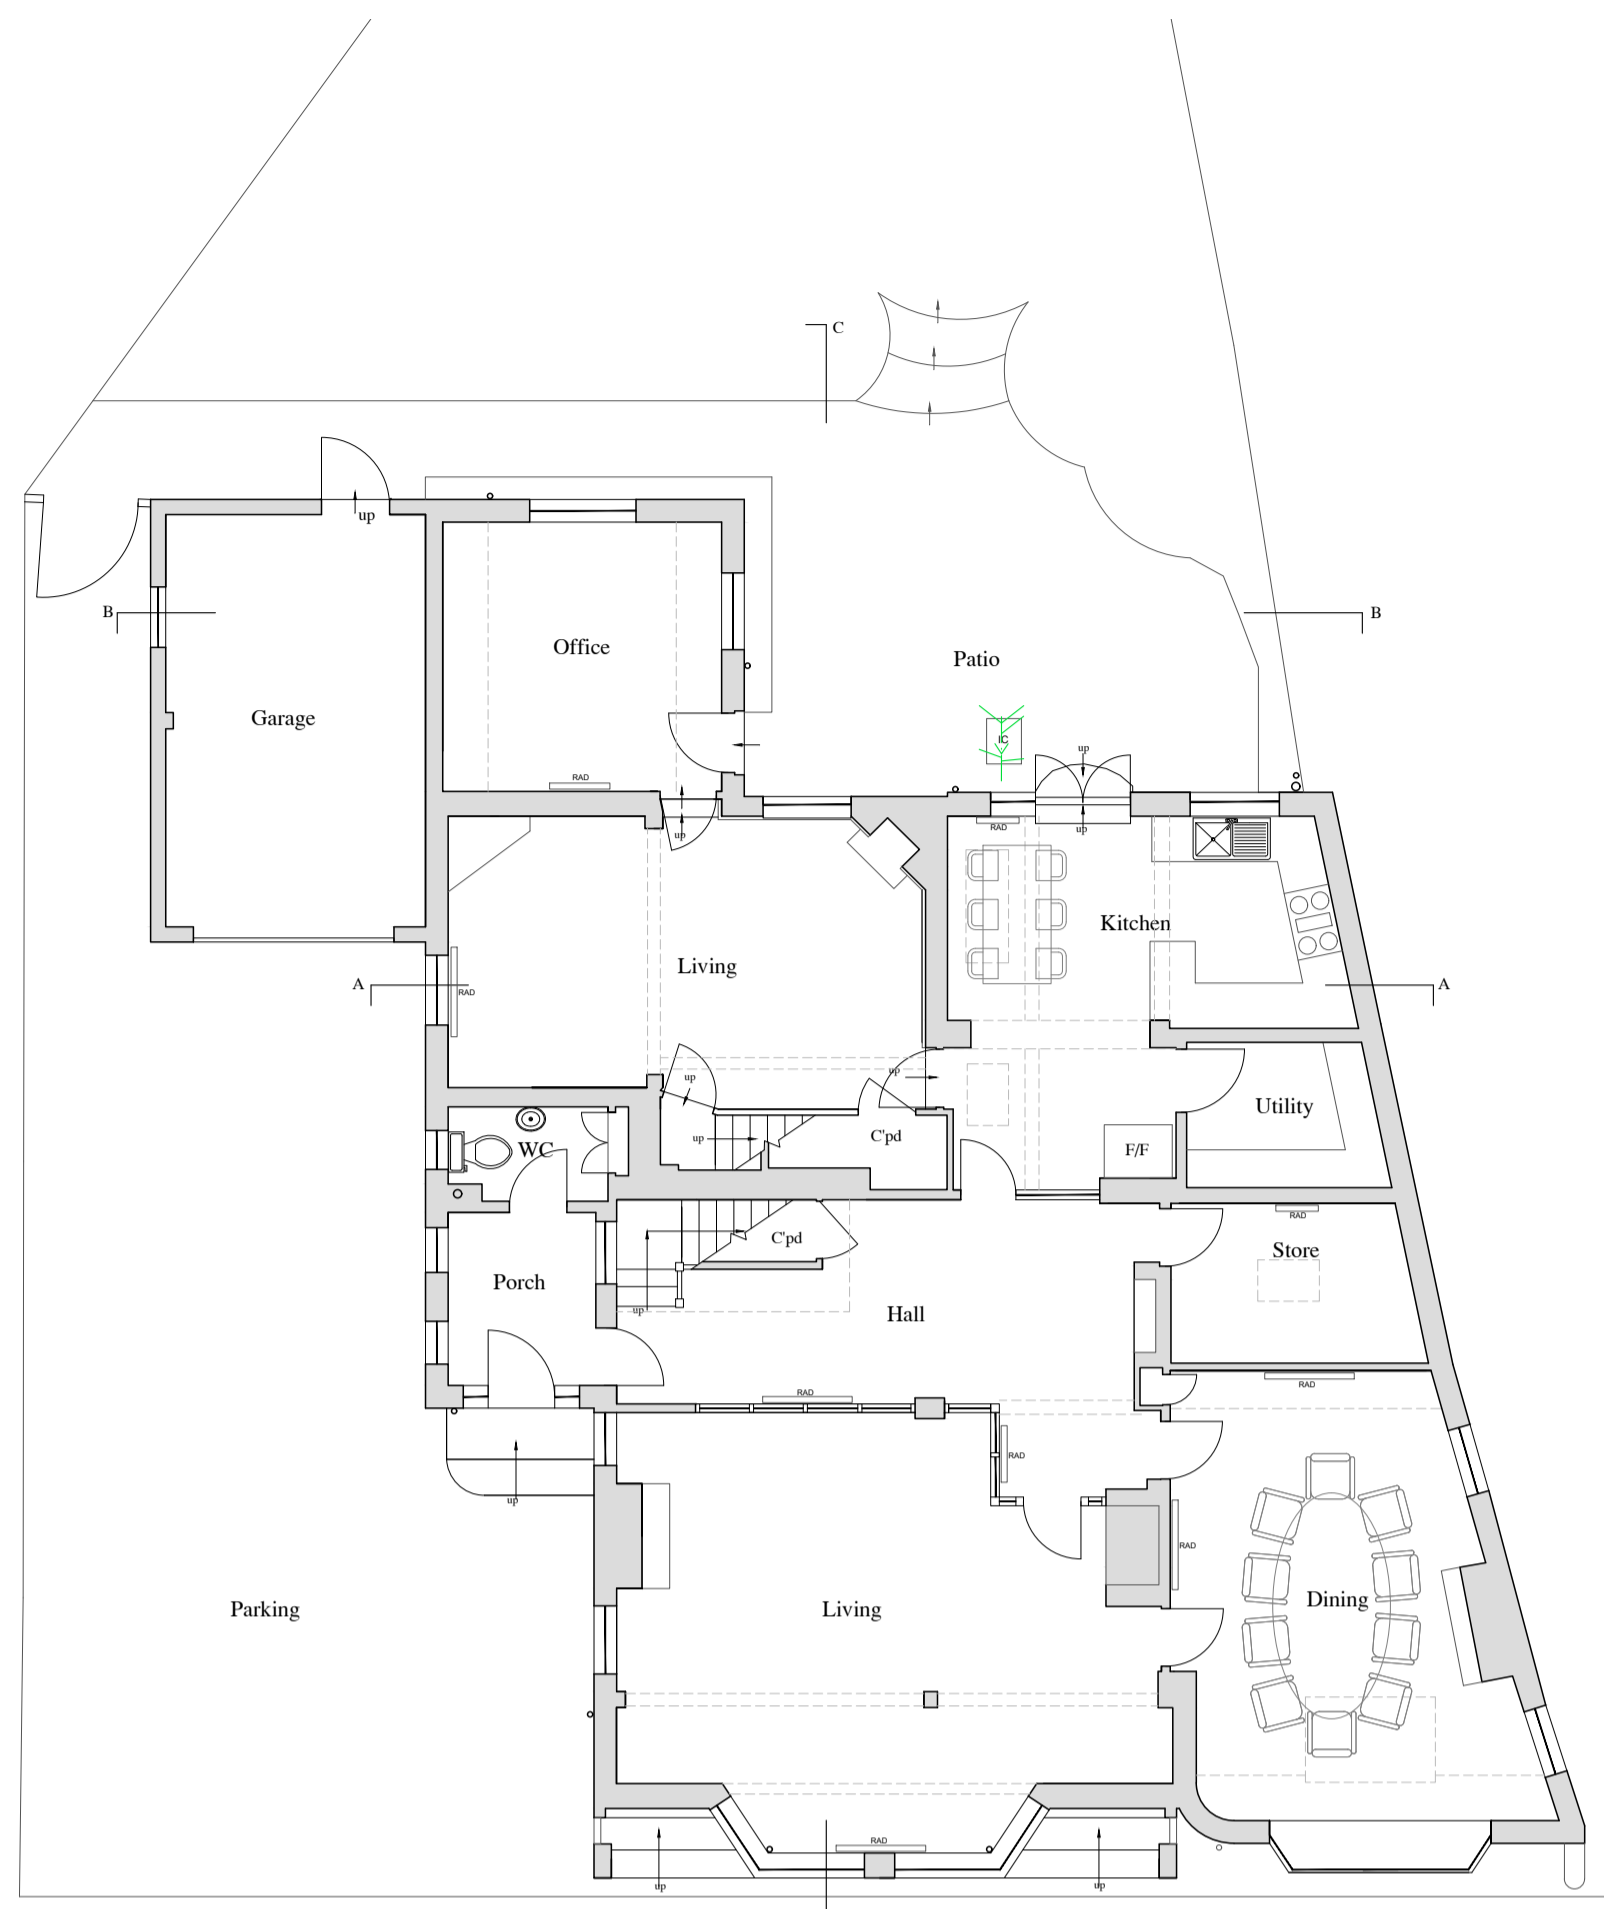 C
up
B
B
Office
Patio
Garage
IC
up
RAD
up
RAD
up
Kitchen
Living
A
RAD
A
up
up
Utility
up
C'pd
WC
F/F
RAD
C'pd
Store
Porch
up
Hall
RAD
RAD
RAD
up
RAD
Parking
Living
Dining
RAD
up
up